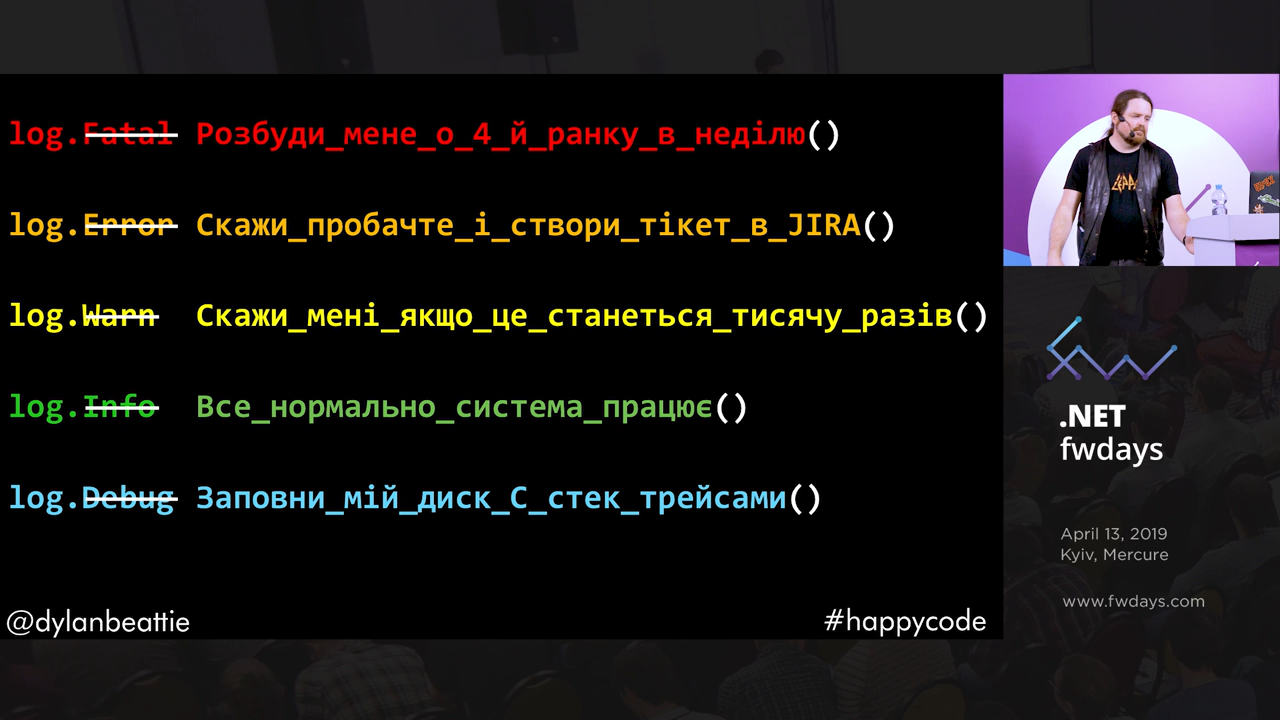 log.Fatal Розбуди_мене_о_4_й_ранку_в_неділю()
log.Error Скажи_пробачте_і_створи_тікет_в_JIRA()
log.Warn Скажи_мені_якщо_це_станеться_тисячу_разів()
log.Info Все_нормально_система_працює()
log.Debug Заповни_мій_диск_C_стек_трейсами()
@dylanbeattie
#happycode
.NET
fwdays
April 13, 2019
Kyiv, Mercure
www.fwdays.com